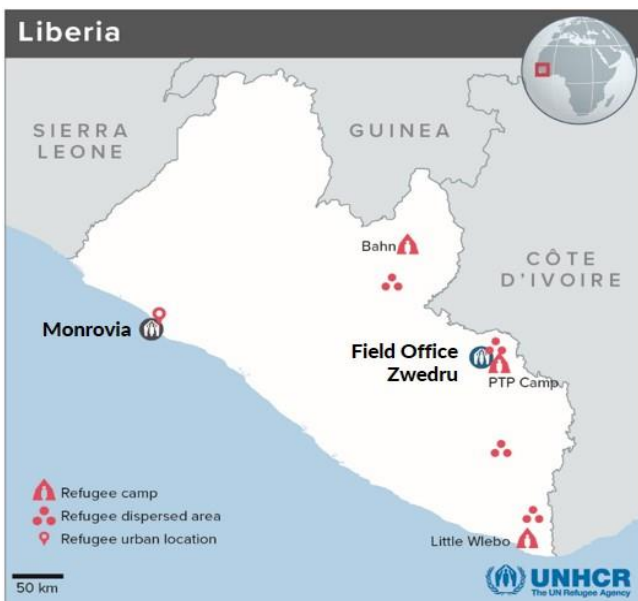 Liberia
SIERRA
LEONE
GUINEA
Bahn
CÔTE
D'IVOIRE
Monrovia
Field Office
Zwedru
PTP Camp
Refugee camp
Refugee dispersed area
Refugee urban location
Little Wlebo
50 km
UNHCR
The UN Refugee Agency